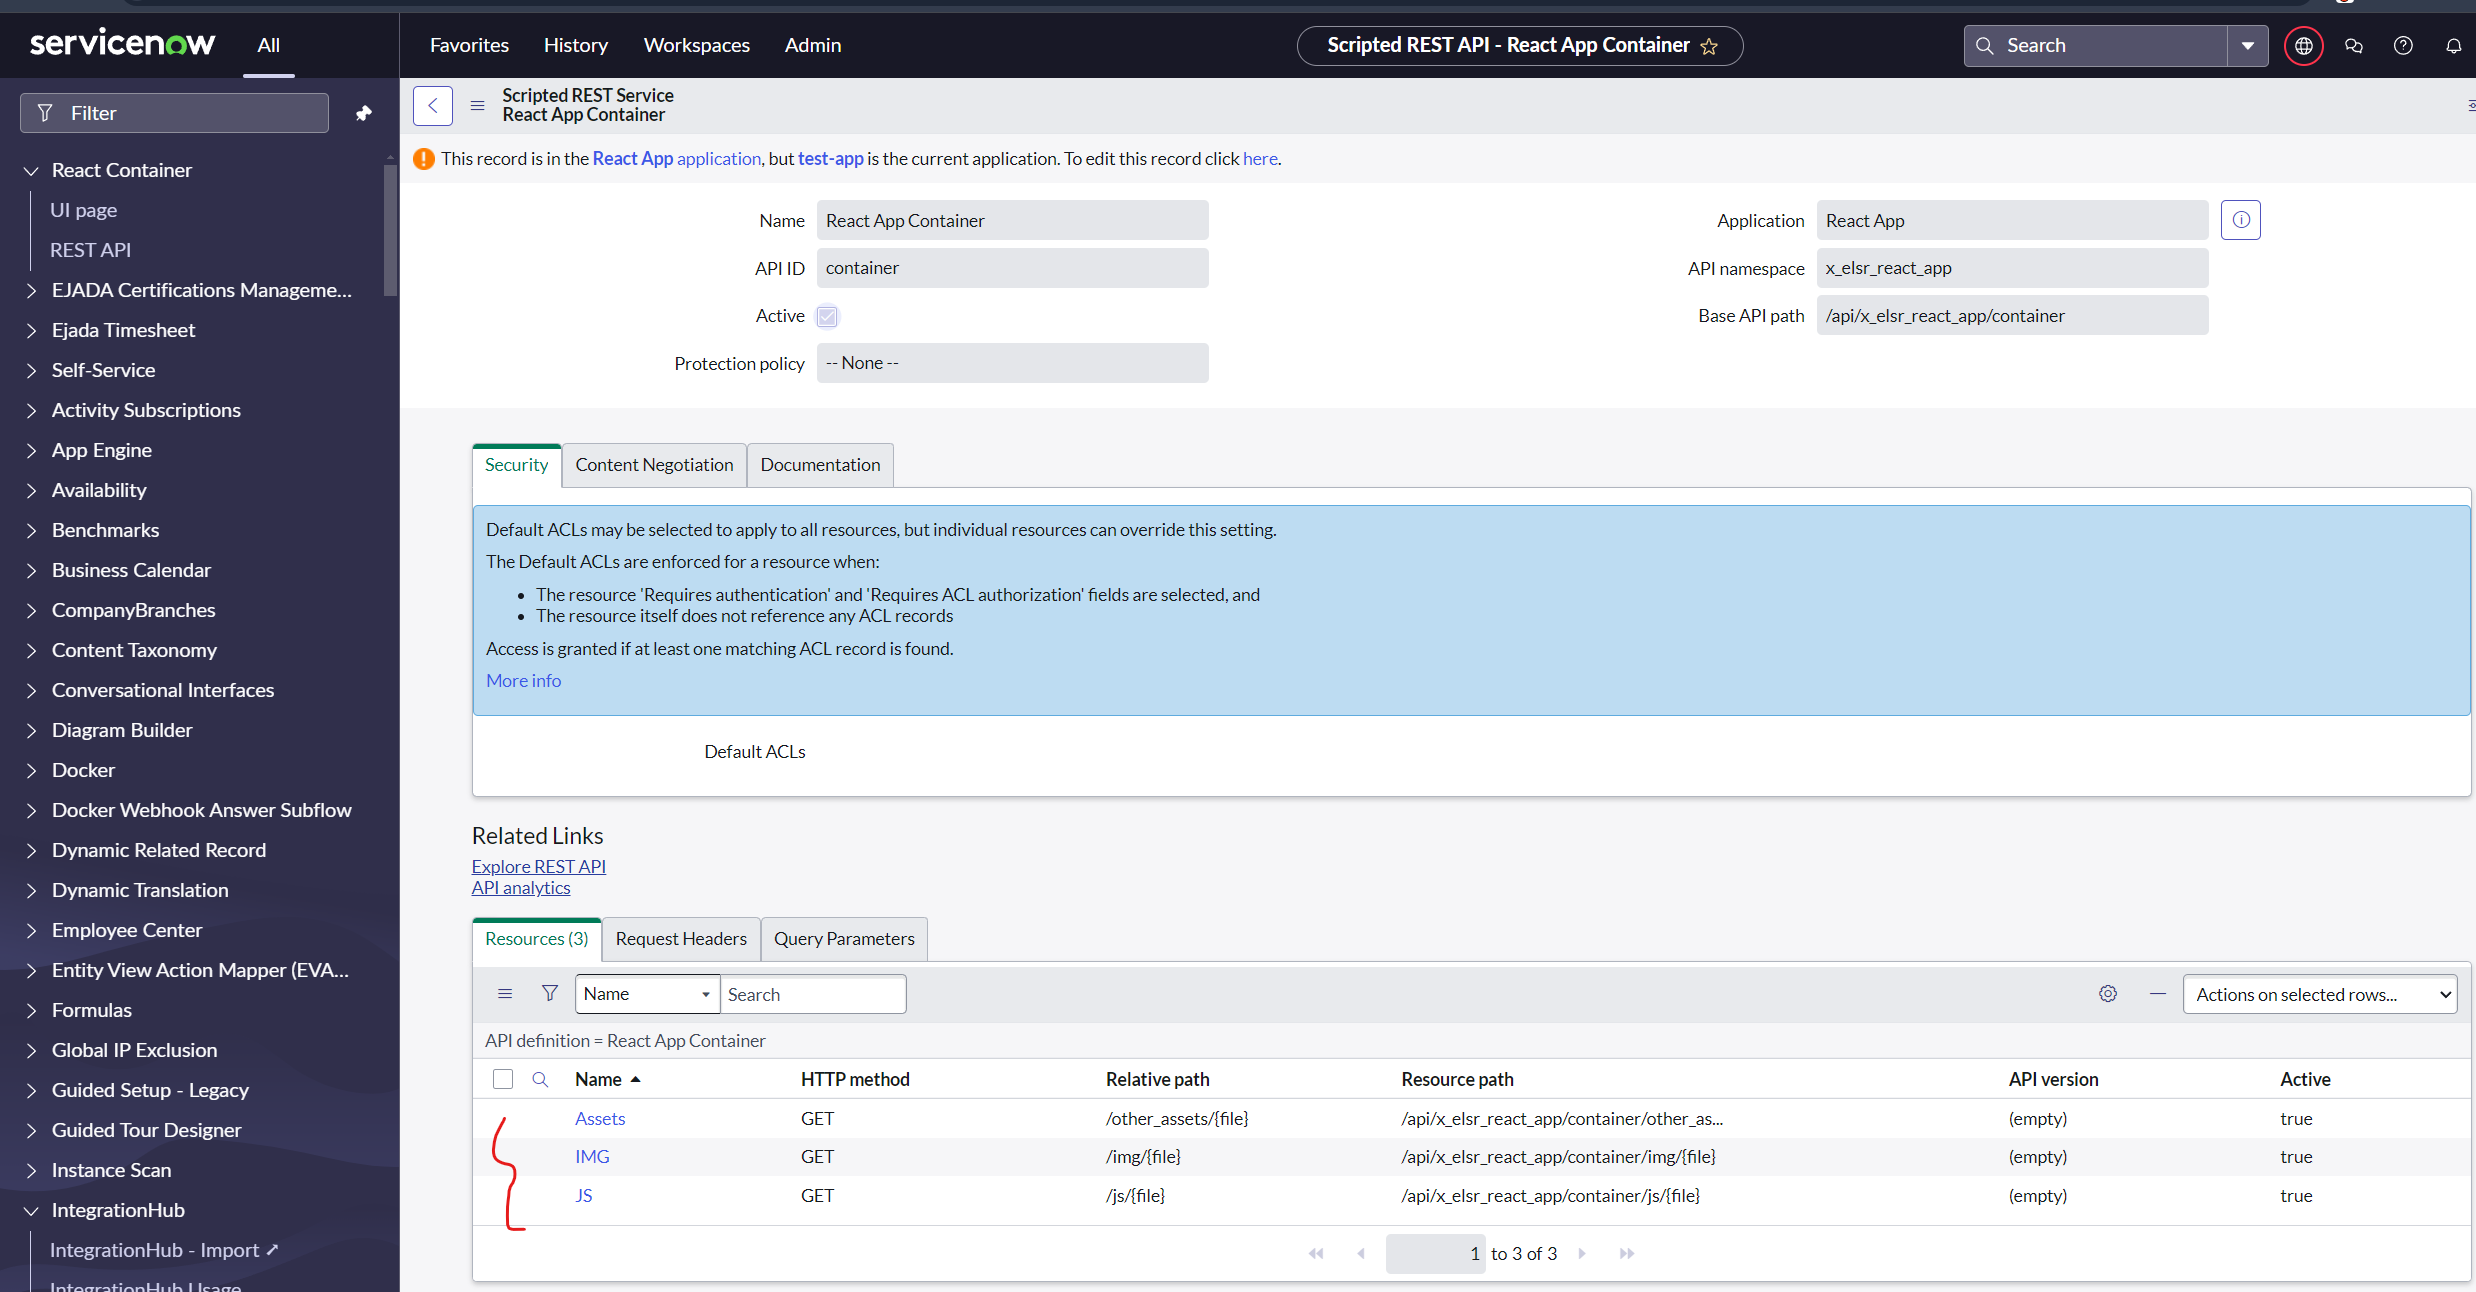 servicenow
All
Favorites
History
Workspaces
Admin
Scripted REST API - React App Container
Search
Filter
React Container
UI page
REST API
EJADA Certifications Manageme...
Ejada Timesheet
Self-Service
Activity Subscriptions
App Engine
Availability
Benchmarks
Business Calendar
CompanyBranches
Content Taxonomy
Conversational Interfaces
Diagram Builder
Docker
Docker Webhook Answer Subflow
Dynamic Related Record
Dynamic Translation
Employee Center
Entity View Action Mapper (EVA...
Formulas
Global IP Exclusion
Guided Setup - Legacy
Guided Tour Designer
Instance Scan
IntegrationHub
IntegrationHub - Import
IntegrationHub Usage
Scripted REST Service
React App Container
This record is in the React App application, but test-app is the current application. To edit this record click here.
Name React App Container
API ID container
Active
Protection policy -- None --
Application React App
API namespace x_elsr_react_app
Base API path /api/x_elsr_react_app/container
Security Content Negotiation Documentation
Default ACLs may be selected to apply to all resources, but individual resources can override this setting.
The Default ACLs are enforced for a resource when:
• The resource 'Requires authentication' and 'Requires ACL authorization' fields are selected, and
• The resource itself does not reference any ACL records
Access is granted if at least one matching ACL record is found.
More info
Default ACLs
Related Links
Explore REST API
API analytics
Resources (3) Request Headers Query Parameters
Name Search Actions on selected rows...
API definition = React App Container
Name HTTP method Relative path Resource path API version Active
Assets GET /other_assets/{file} /api/x_elsr_react_app/container/other_as... (empty) true
IMG GET /img/{file} /api/x_elsr_react_app/container/img/{file} (empty) true
JS GET /js/{file} /api/x_elsr_react_app/container/js/{file} (empty) true
1 to 3 of 3